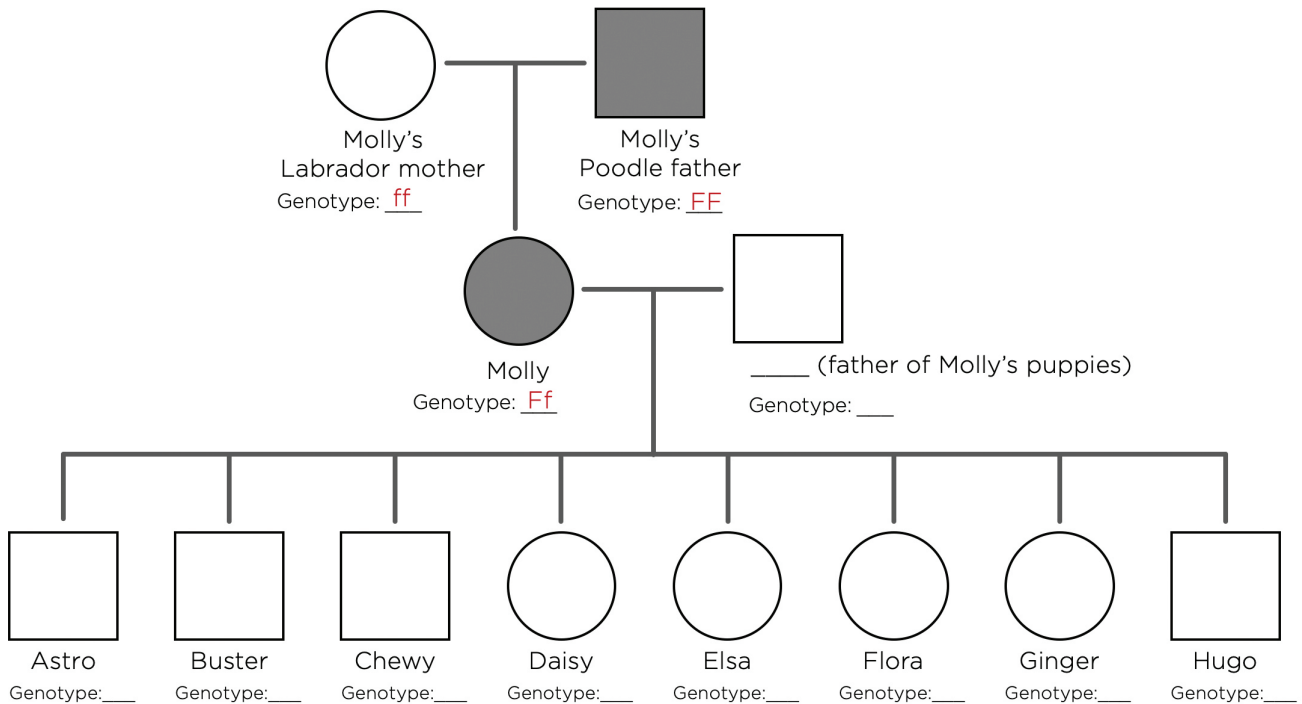 Molly's
Labrador mother
Genotype: ff
Molly's
Poodle father
Genotype: FF
Molly
Genotype: Ff
____ (father of Molly's puppies)
Genotype: ___
Astro
Genotype:___
Buster
Genotype:___
Chewy
Genotype:___
Daisy
Genotype:___
Elsa
Genotype:___
Flora
Genotype:___
Ginger
Genotype:___
Hugo
Genotype:___